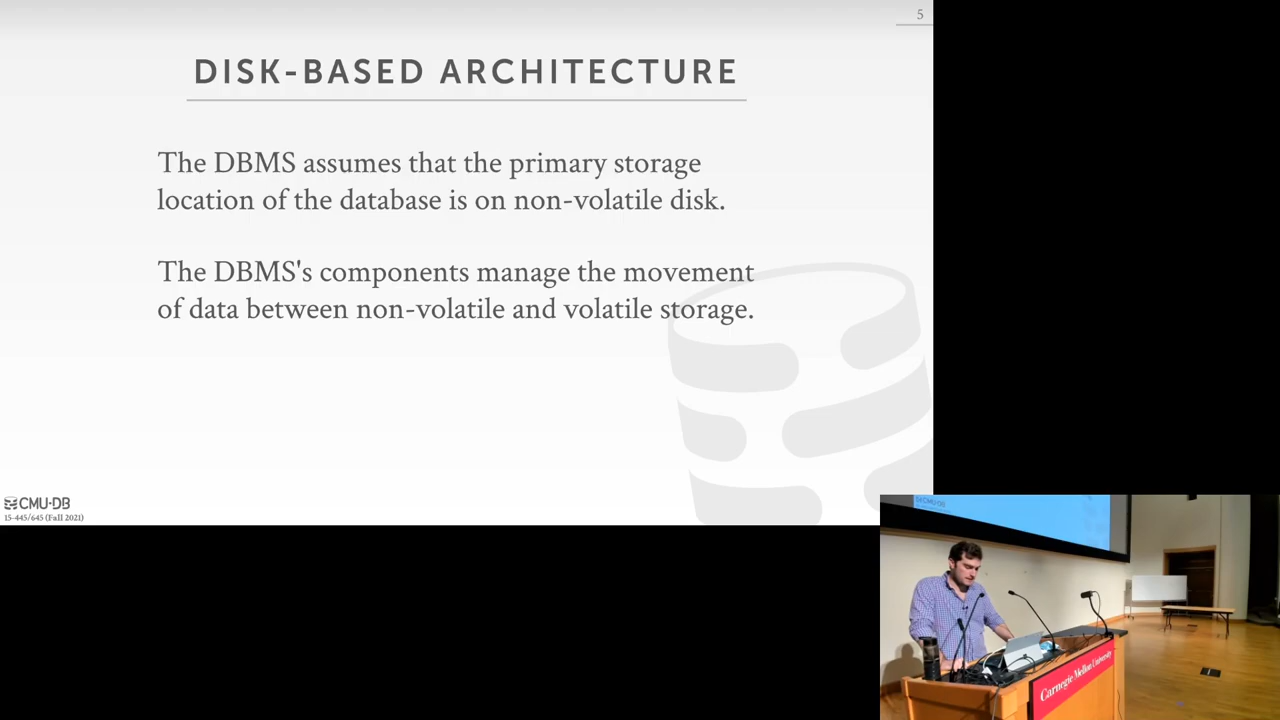 5
DISK-BASED ARCHITECTURE
The DBMS assumes that the primary storage
location of the database is on non-volatile disk.
The DBMS's components manage the movement
of data between non-volatile and volatile storage.
CMU·DB
15-445/645 (Fall 2021)
Carnegie Mellon University